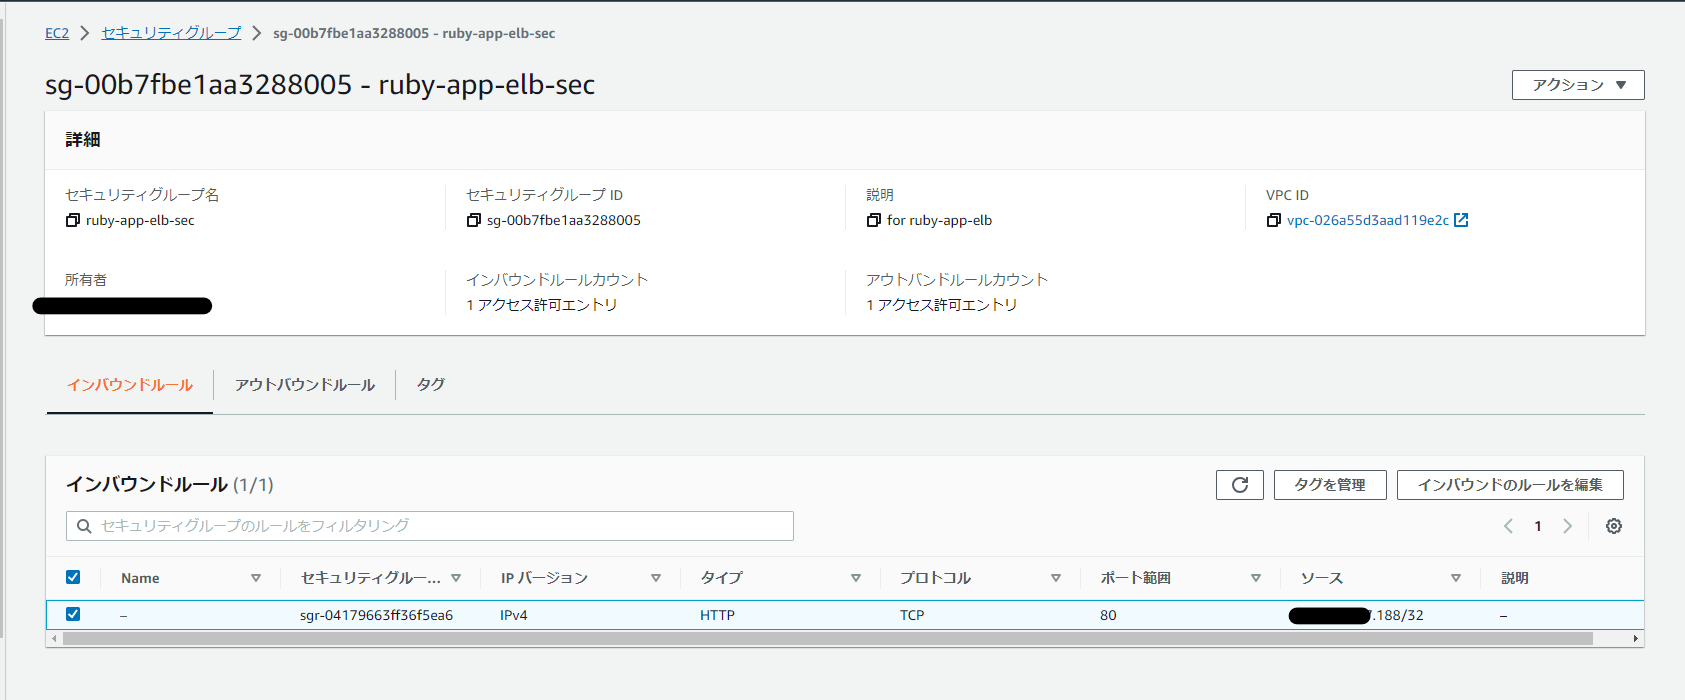 EC2 > セキュリティグループ > sg-00b7fbe1aa3288005 - ruby-app-elb-sec
sg-00b7fbe1aa3288005 - ruby-app-elb-sec
アクション ▼
詳細
セキュリティグループ名 セキュリティグループ ID 説明 VPC ID
ruby-app-elb-sec sg-00b7fbe1aa3288005 for ruby-app-elb vpc-026a55d3aad119e2c
所有者 インバウンドルールカウント アウトバンドルールカウント
1 アクセス許可エントリ 1 アクセス許可エントリ
インバウンドルール アウトバウンドルール タグ
インバウンドルール (1/1) タグを管理 インバウンドのルールを編集
セキュリティグループのルールをフィルタリング 1
Name セキュリティグルー... IP バージョン タイプ プロトコル ポート範囲 ソース 説明
– sgr-04179663ff36f5ea6 IPv4 HTTP TCP 80 .188/32 –